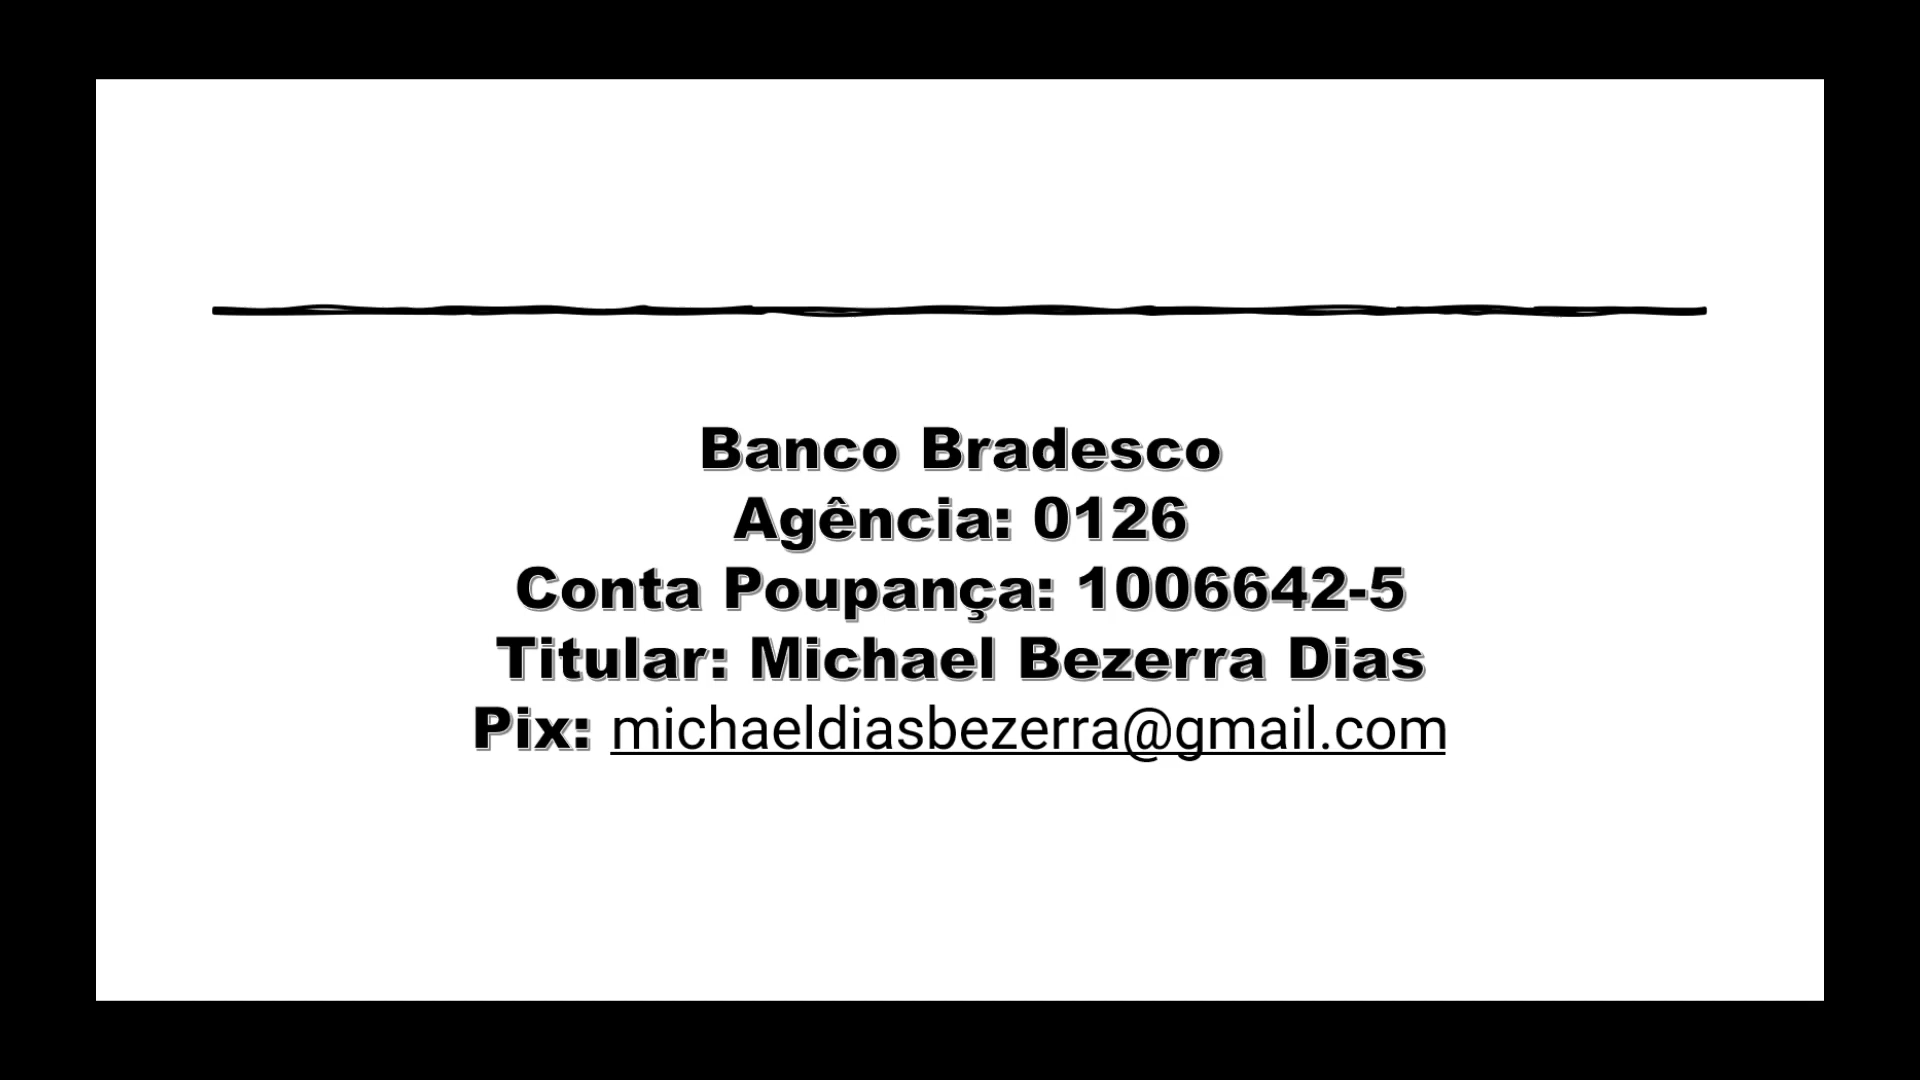 Banco Bradesco
Agência: 0126
Conta Poupança: 1006642-5
Titular: Michael Bezerra Dias
Pix: michaeldiasbezerra@gmail.com